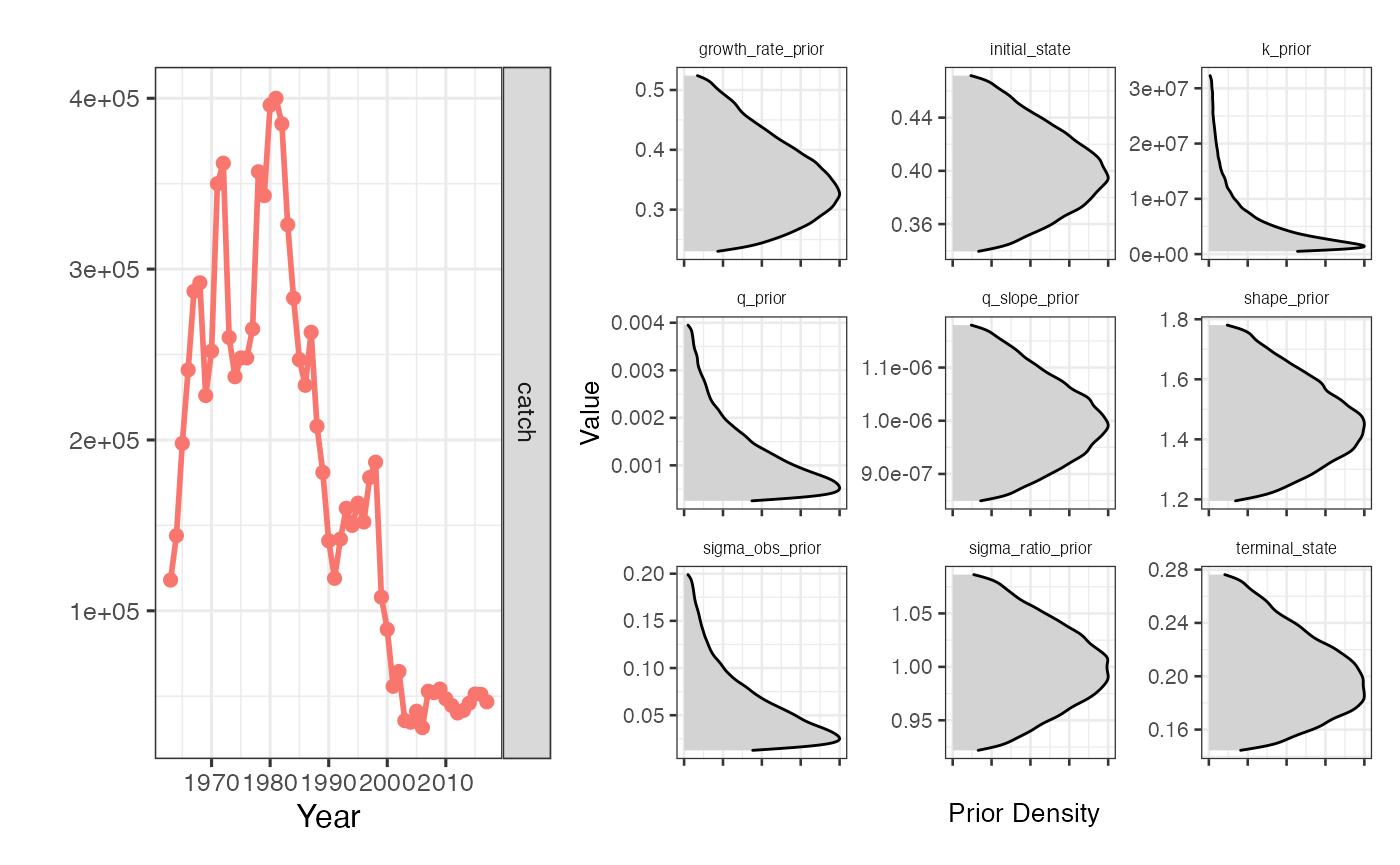 4e+05
3e+05
2e+05
1e+05
catch
1970 1980 1990 2000 2010
Year
Value
growth_rate_prior
0.5
0.4
0.3
initial_state
0.44
0.40
0.36
k_prior
3e+07
2e+07
1e+07
0e+00
q_prior
0.004
0.003
0.002
0.001
q_slope_prior
1.1e-06
1.0e-06
9.0e-07
shape_prior
1.8
1.6
1.4
1.2
sigma_obs_prior
0.20
0.15
0.10
0.05
sigma_ratio_prior
1.05
1.00
0.95
terminal_state
0.28
0.24
0.20
0.16
Prior Density